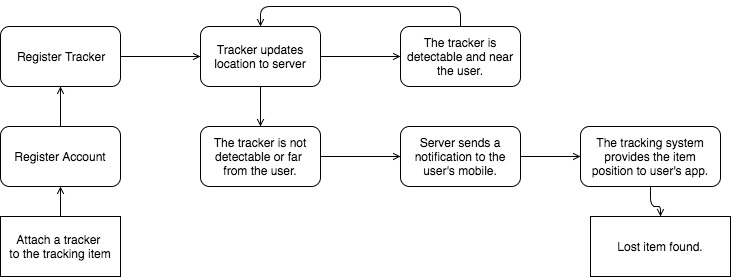 Register Tracker
Tracker updates
location to server
The tracker is
detectable and near
the user.
Register Account
The tracker is not
detectable or far
from the user.
Server sends a
notification to the
user's mobile.
The tracking system
provides the item
position to user's app.
Attach a tracker
to the tracking item
Lost item found.